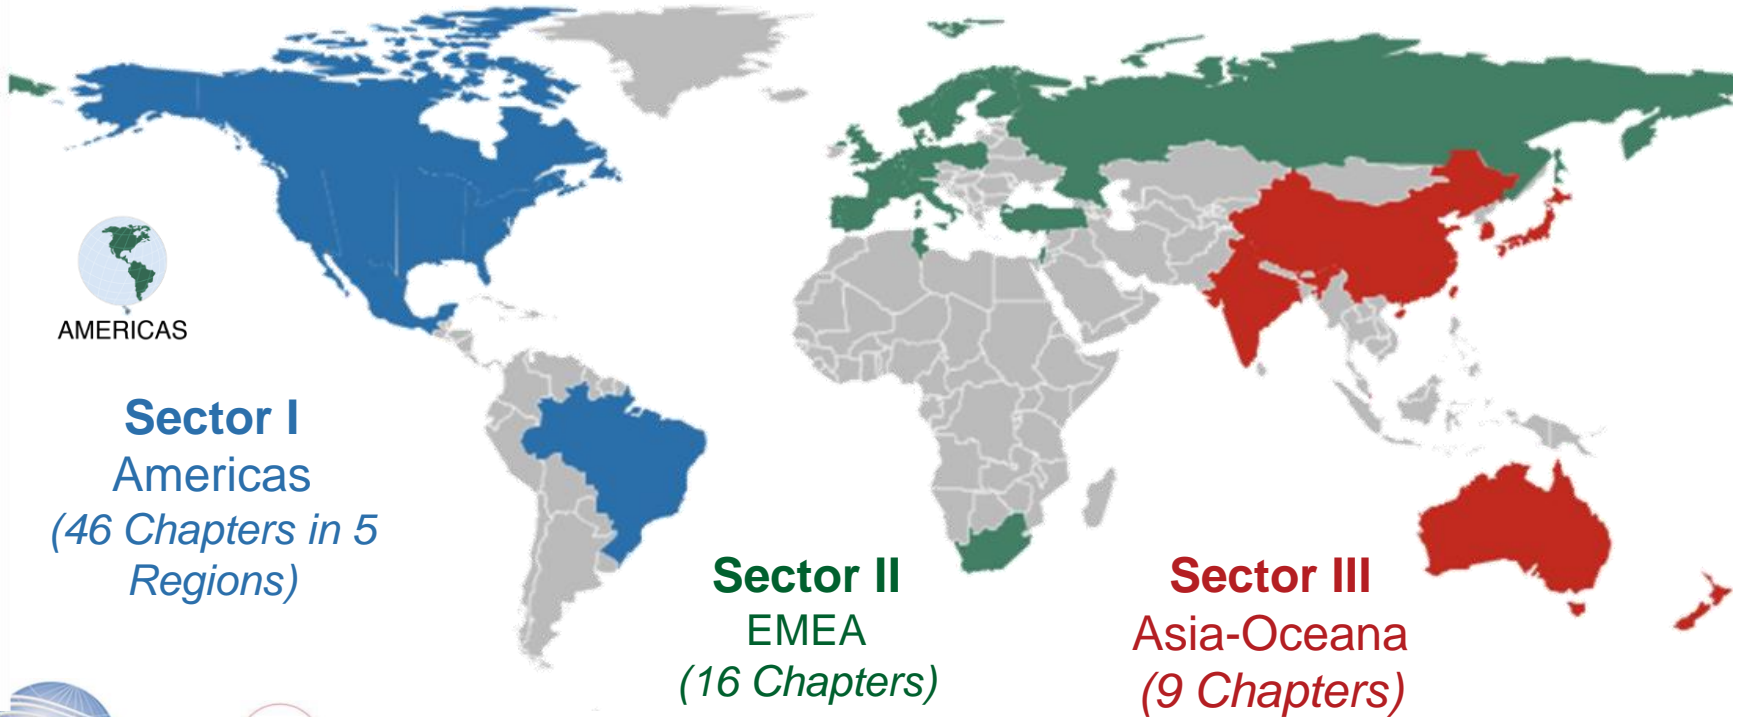 AMERICAS
Sector I
Americas
(46 Chapters in 5
Regions)
Sector II
EMEA
(16 Chapters)
Sector III
Asia-Oceana
(9 Chapters)